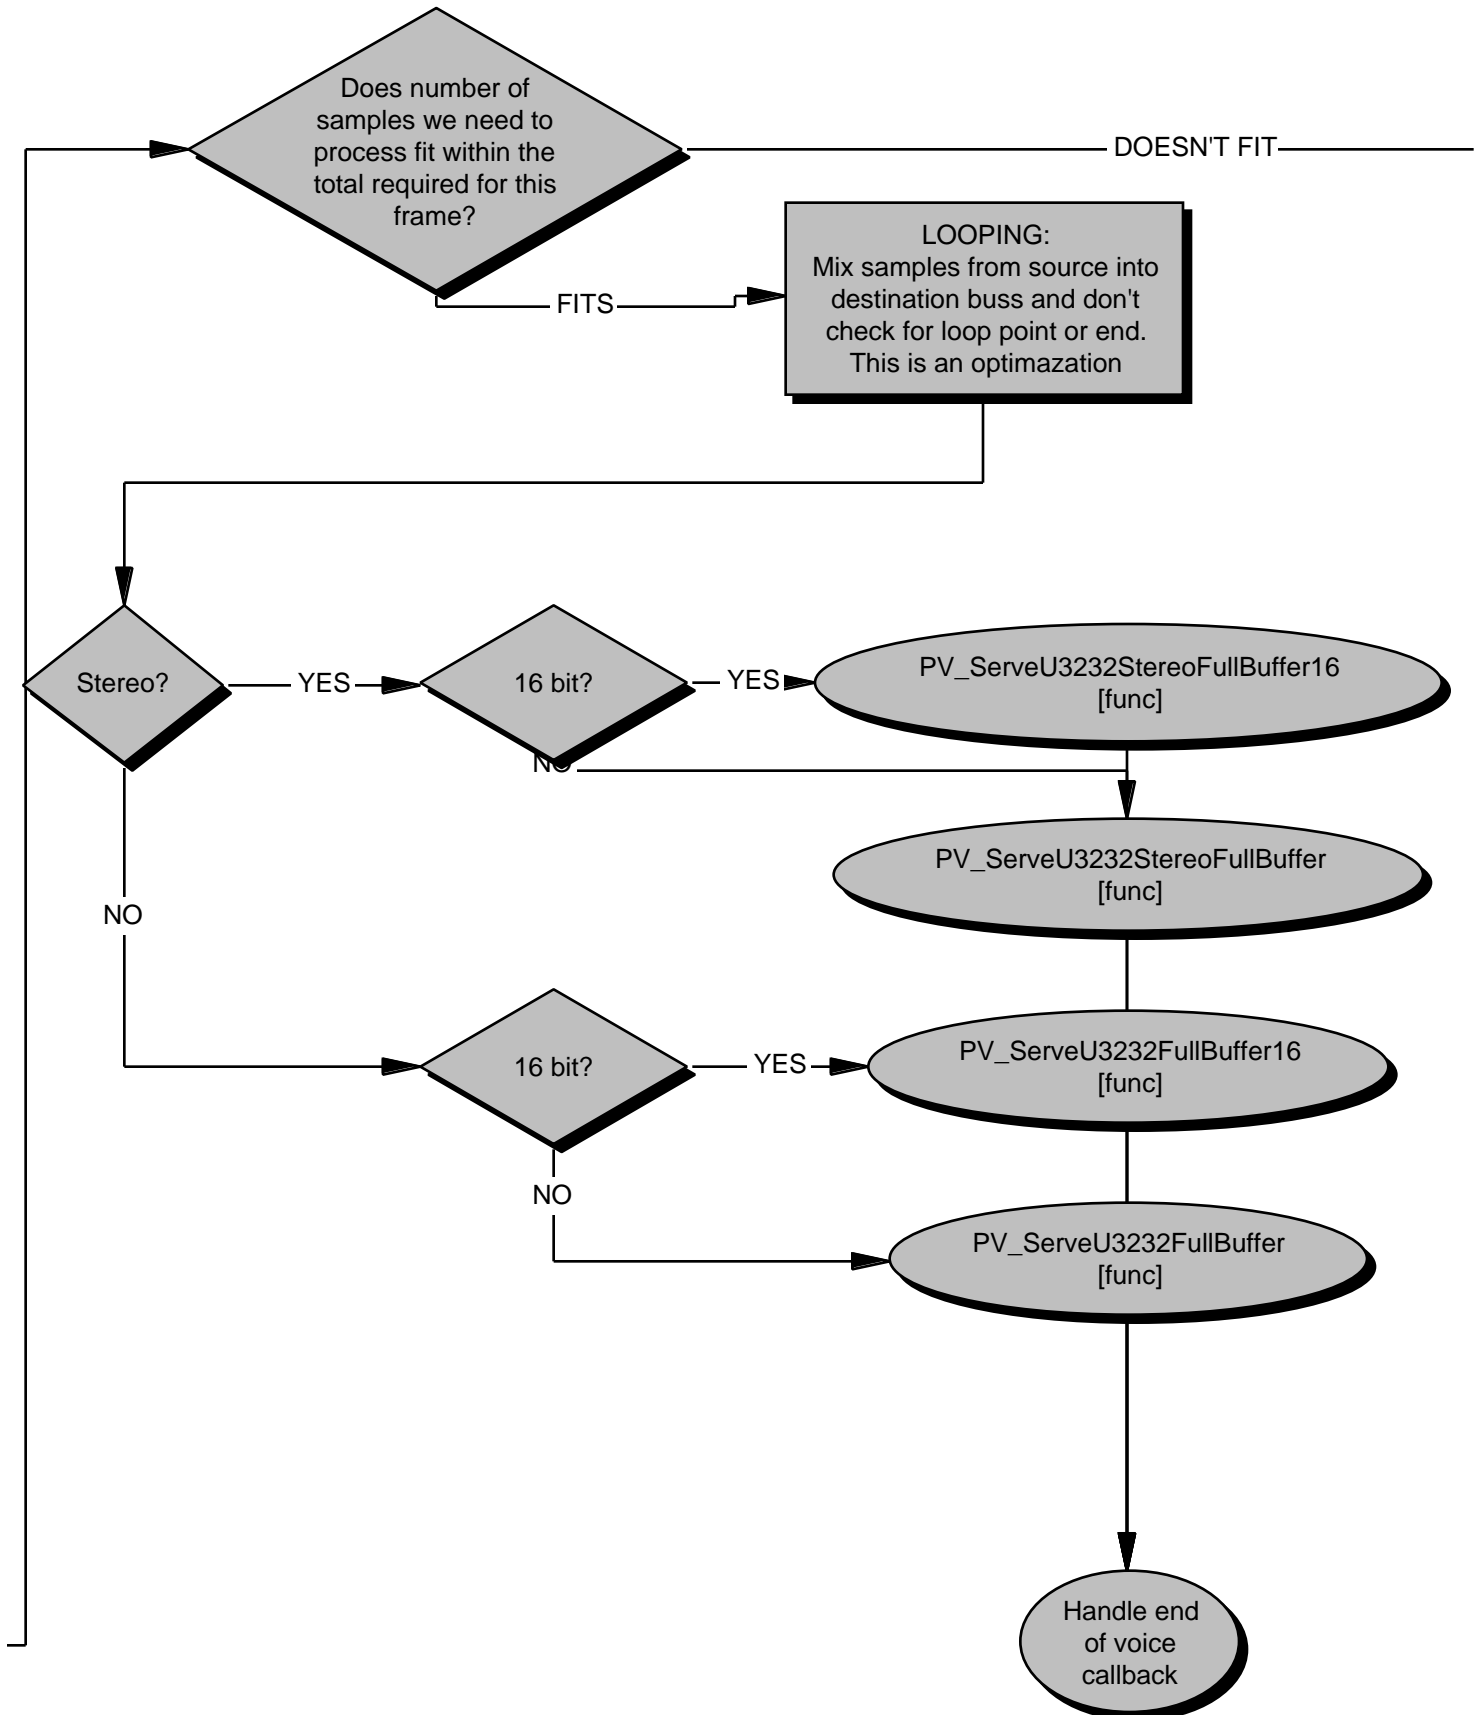 Does number of
samples we need to
process fit within the
total required for this
frame?
DOESN'T FIT
LOOPING:
Mix samples from source into
destination buss and don't
check for loop point or end.
This is an optimazation
FITS
Stereo?
YES
16 bit?
YES
PV_ServeU3232StereoFullBuffer16
[func]
NO
PV_ServeU3232StereoFullBuffer
[func]
NO
16 bit?
YES
PV_ServeU3232FullBuffer16
[func]
NO
PV_ServeU3232FullBuffer
[func]
Handle end
of voice
callback